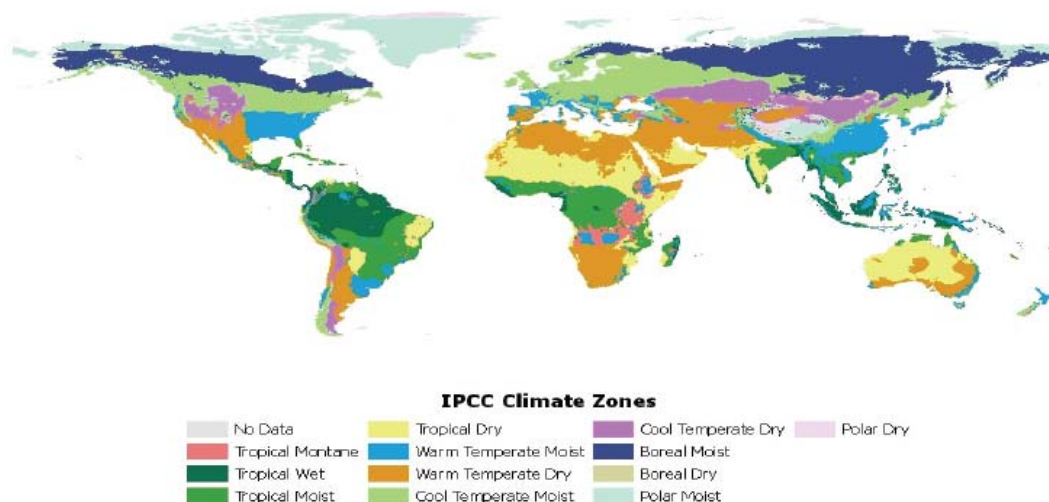 IPCC Climate Zones
No Data
Tropical Montane
Tropical Wet
Tropical Moist
Tropical Dry
Warm Temperate Moist
Warm Temperate Dry
Cool Temperate Moist
Cool Temperate Dry
Boreal Moist
Boreal Dry
Polar Moist
Polar Dry